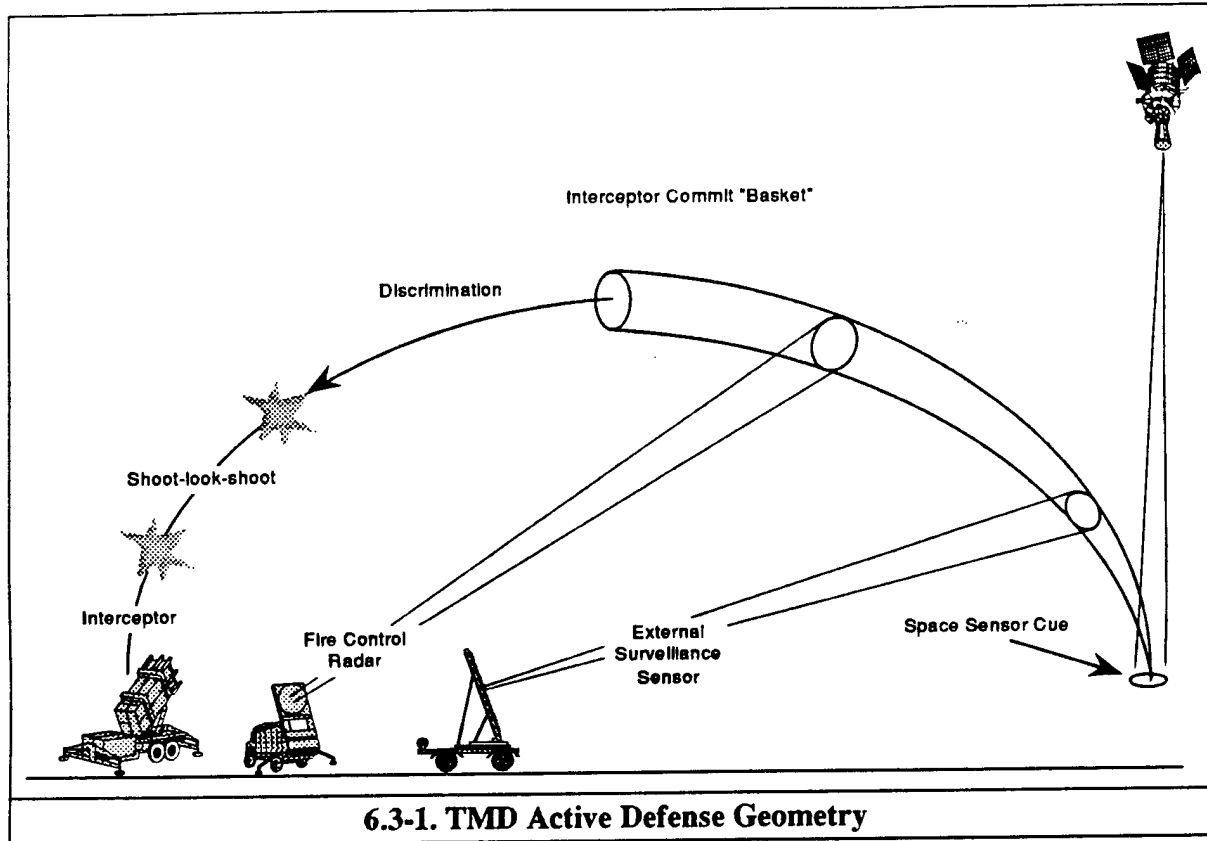 Interceptor Commit "Basket"
Discrimination
Shoot-look-shoot
Interceptor
Fire Control
Radar
External
Surveillance
Sensor
Space Sensor Cue
6.3-1. TMD Active Defense Geometry